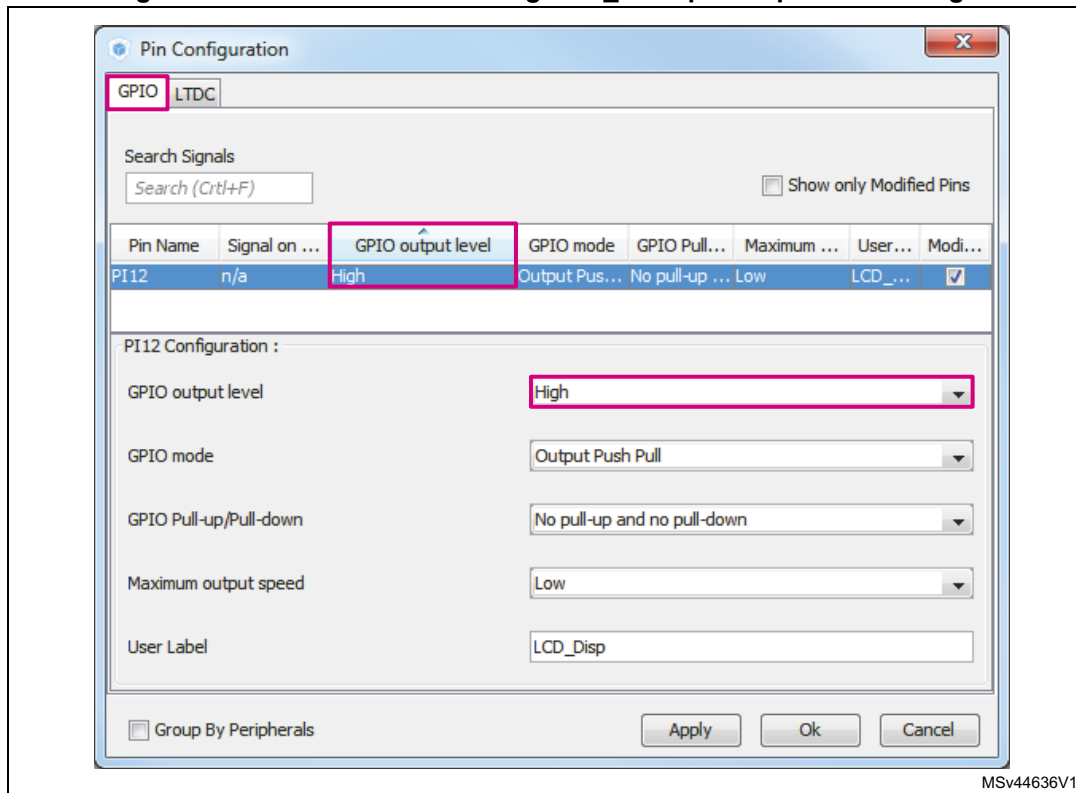 Pin Configuration
GPIO LTDC
Search Signals
Search (Crtl+F)
Show only Modified Pins
Pin Name Signal on ... GPIO output level GPIO mode GPIO Pull... Maximum ... User... Modi...
PI12 n/a High Output Pus... No pull-up ... Low LCD_...
PI12 Configuration :
GPIO output level High
GPIO mode Output Push Pull
GPIO Pull-up/Pull-down No pull-up and no pull-down
Maximum output speed Low
User Label LCD_Disp
Group By Peripherals Apply Ok Cancel
MSv44636V1